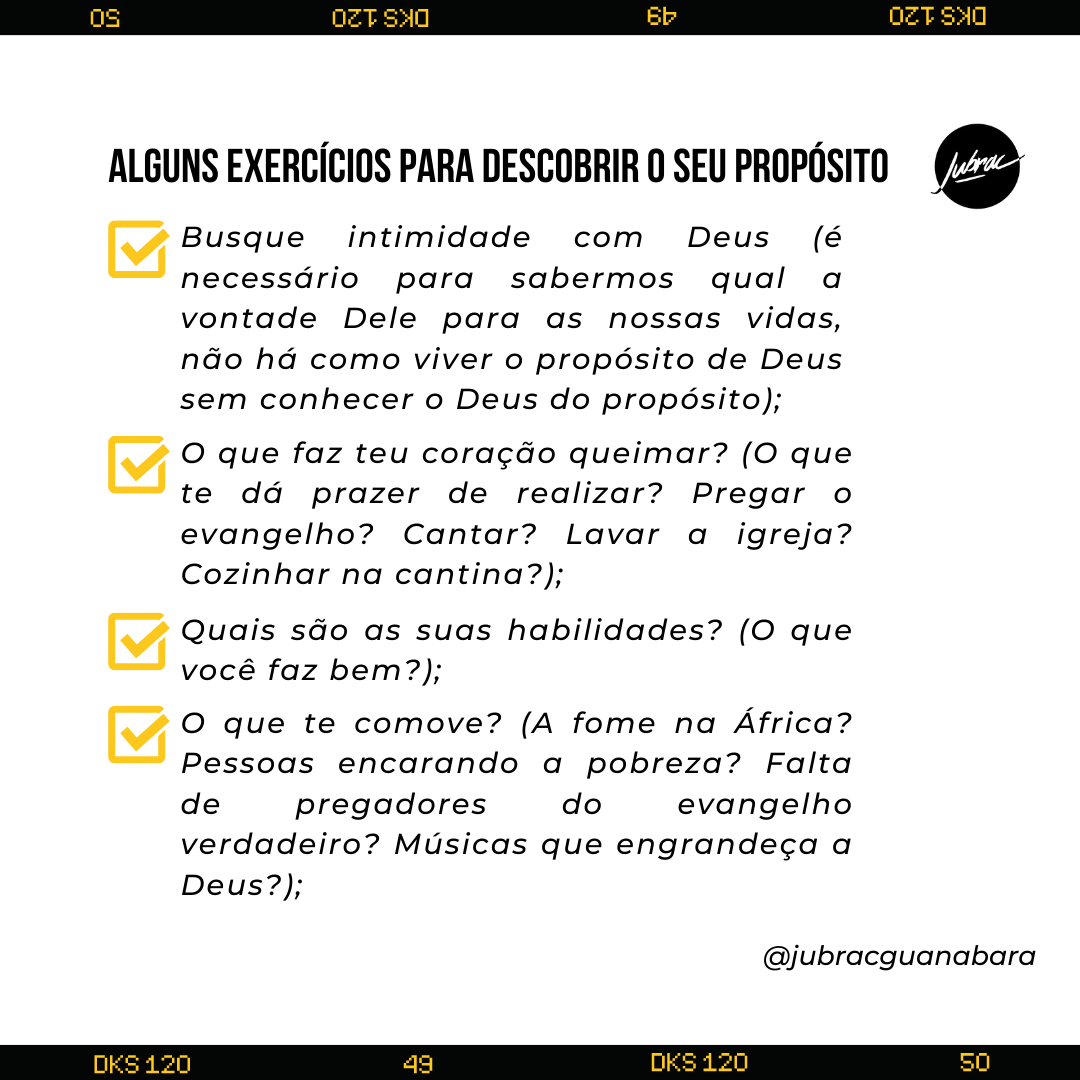 50 DKS 120 49 DKS 120
ALGUNS EXERCÍCIOS PARA DESCOBRIR O SEU PROPÓSITO
Jubrac
Busque intimidade com Deus (é
necessário para sabermos qual a
vontade Dele para as nossas vidas,
não há como viver o propósito de Deus
sem conhecer o Deus do propósito);
O que faz teu coração queimar? (O que
te dá prazer de realizar? Pregar o
evangelho? Cantar? Lavar a igreja?
Cozinhar na cantina?);
Quais são as suas habilidades? (O que
você faz bem?);
O que te comove? (A fome na África?
Pessoas encarando a pobreza? Falta
de pregadores do evangelho
verdadeiro? Músicas que engrandeça a
Deus?);
@jubracguanabara
DKS 120 49 DKS 120 50